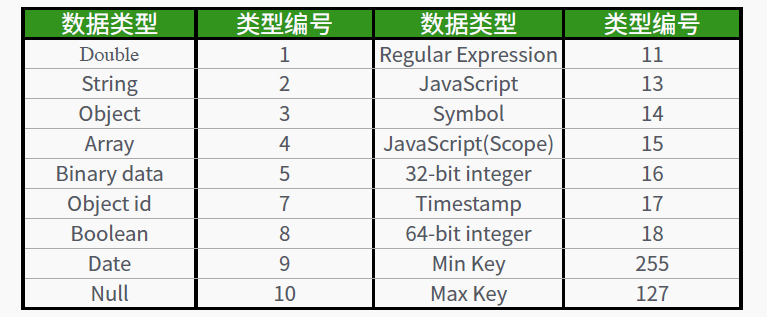 数据类型 类型编号 数据类型 类型编号
Double 1 Regular Expression 11
String 2 JavaScript 13
Object 3 Symbol 14
Array 4 JavaScript(Scope) 15
Binary data 5 32-bit integer 16
Object id 7 Timestamp 17
Boolean 8 64-bit integer 18
Date 9 Min Key 255
Null 10 Max Key 127